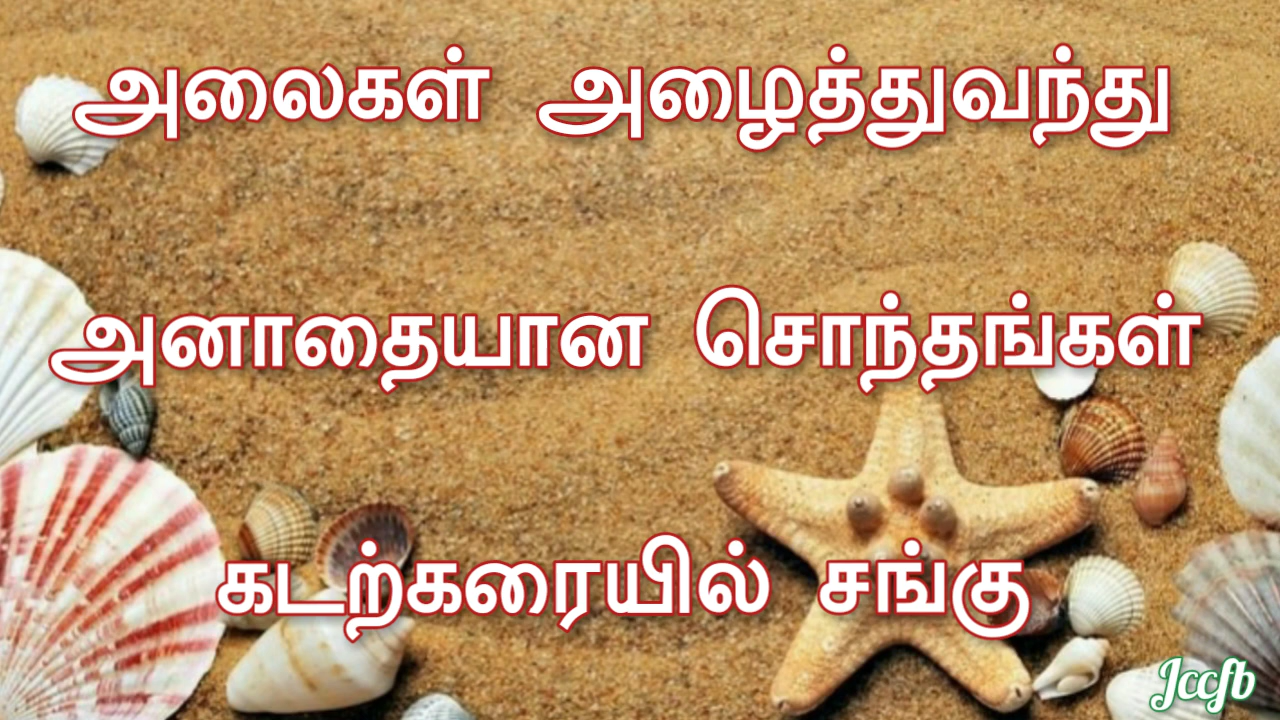 அலைகள் அழைத்துவந்து
அனாதையான சொந்தங்கள்
கடற்கரையில் சங்கு
Jccfb